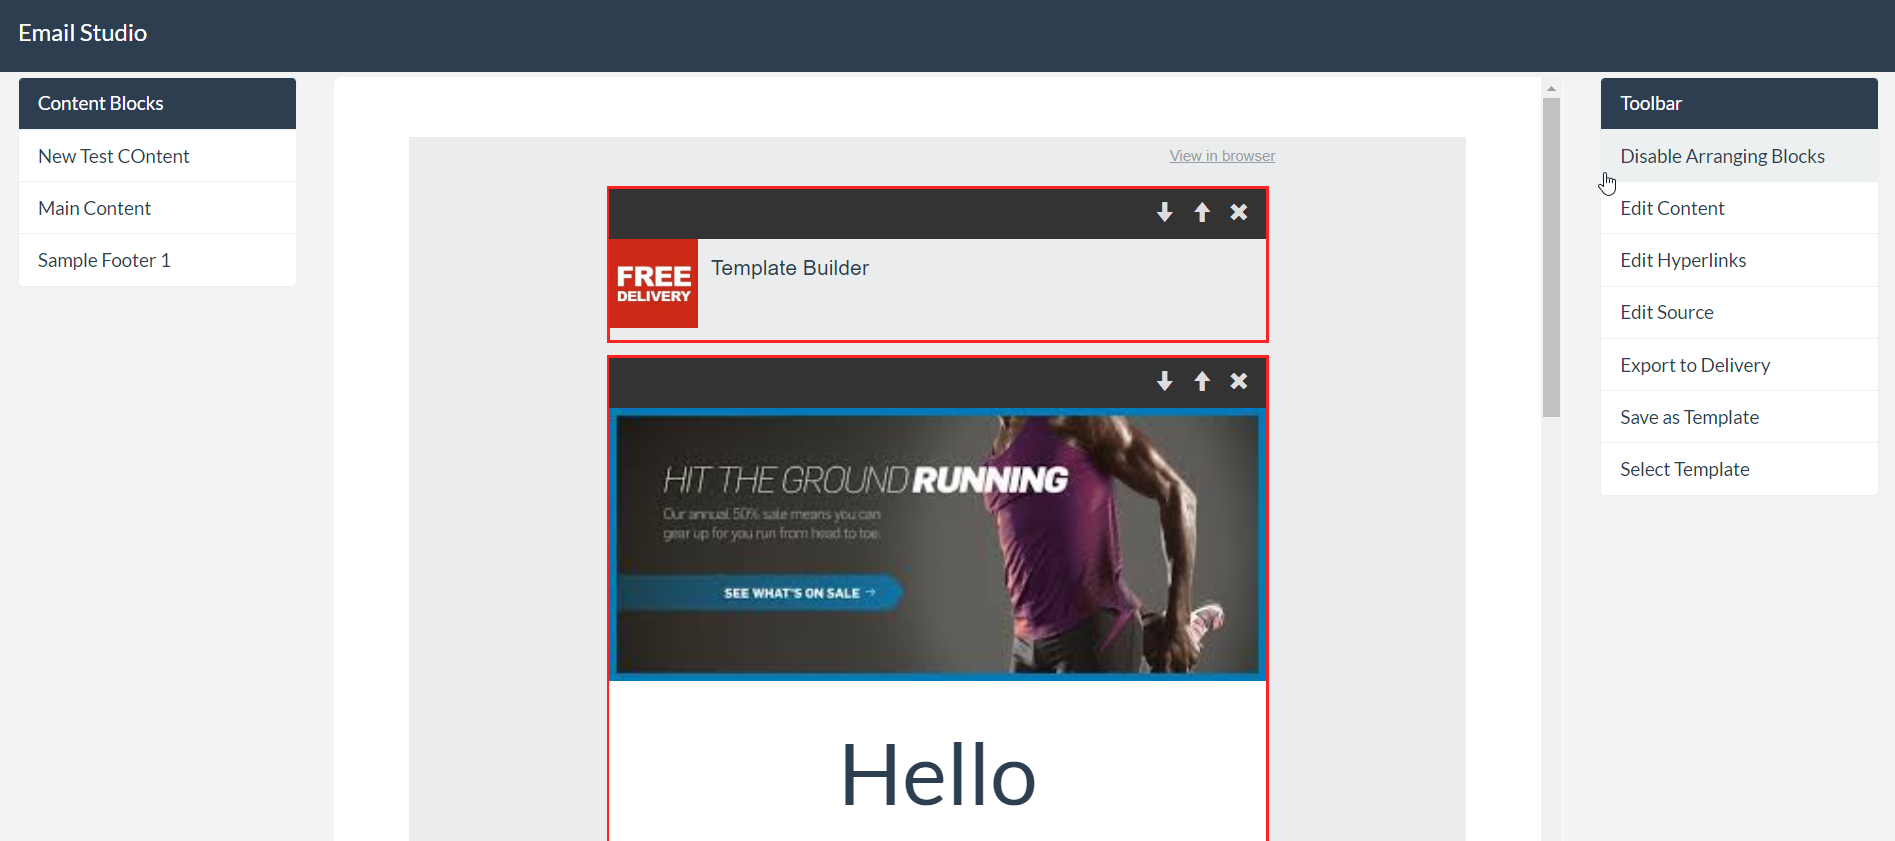 Email Studio
Content Blocks
New Test COntent
Main Content
Sample Footer 1
View in browser
FREE
DELIVERY
Template Builder
HIT THE GROUND RUNNING
Our annual 50% sale means you can
gear up for you run from head to toe.
SEE WHAT'S ON SALE →
Hello
Toolbar
Disable Arranging Blocks
Edit Content
Edit Hyperlinks
Edit Source
Export to Delivery
Save as Template
Select Template